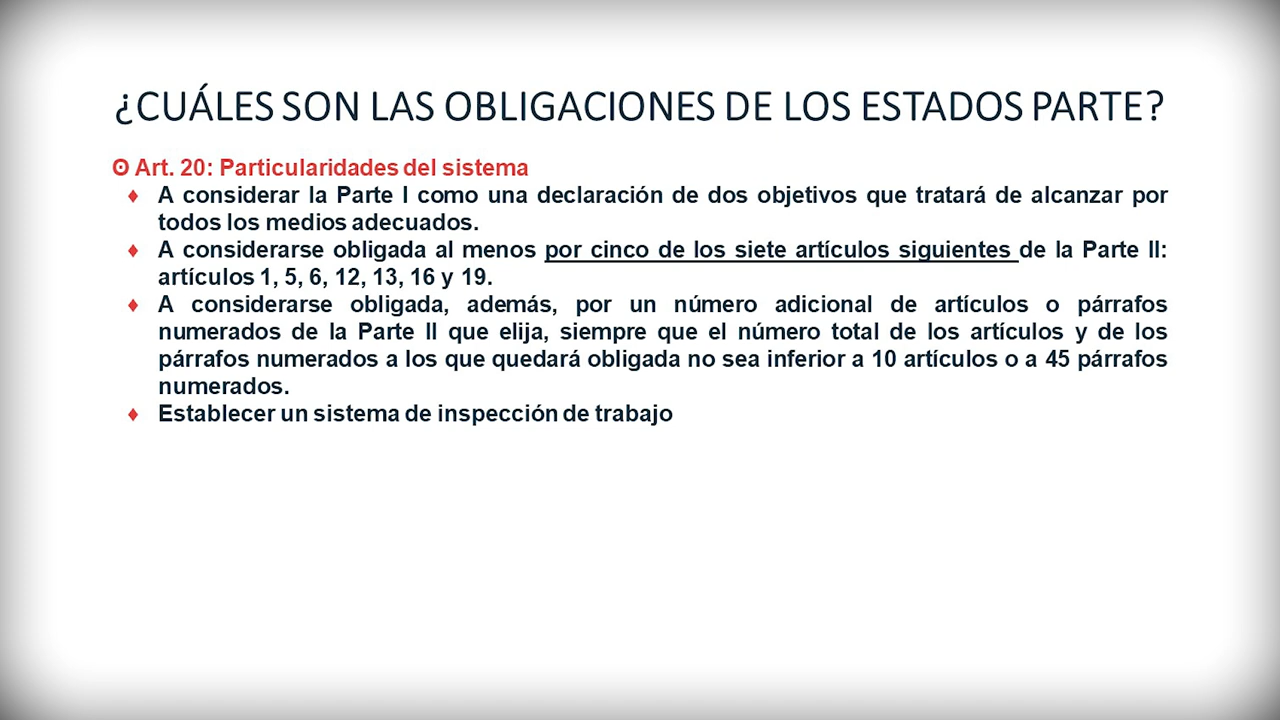 ¿CUÁLES SON LAS OBLIGACIONES DE LOS ESTADOS PARTE?
Art. 20: Particularidades del sistema
A considerar la Parte I como una declaración de dos objetivos que tratará de alcanzar por
todos los medios adecuados.
A considerarse obligada al menos por cinco de los siete artículos siguientes de la Parte II:
artículos 1, 5, 6, 12, 13, 16 y 19.
A considerarse obligada, además, por un número adicional de artículos o párrafos
numerados de la Parte II que elija, siempre que el número total de los artículos y de los
párrafos numerados a los que quedará obligada no sea inferior a 10 artículos o a 45 párrafos
numerados.
Establecer un sistema de inspección de trabajo